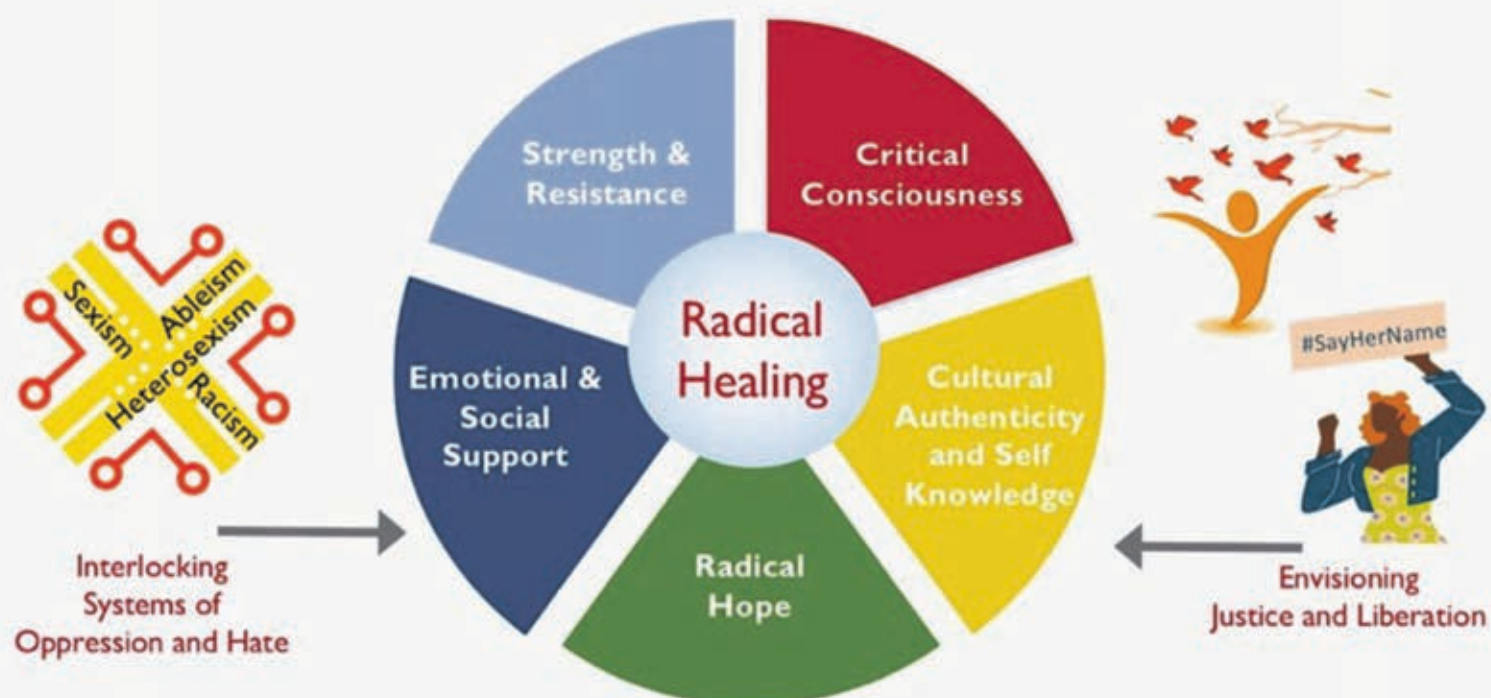 Strength &
Resistance
Critical
Consciousness
Radical
Healing
Emotional &
Social
Support
Cultural
Authenticity
and Self
Knowledge
Radical
Hope
Sexism
Ableism
Heterosexism
Racism
Interlocking
Systems of
Oppression and Hate
#SayHerName
Envisioning
Justice and Liberation